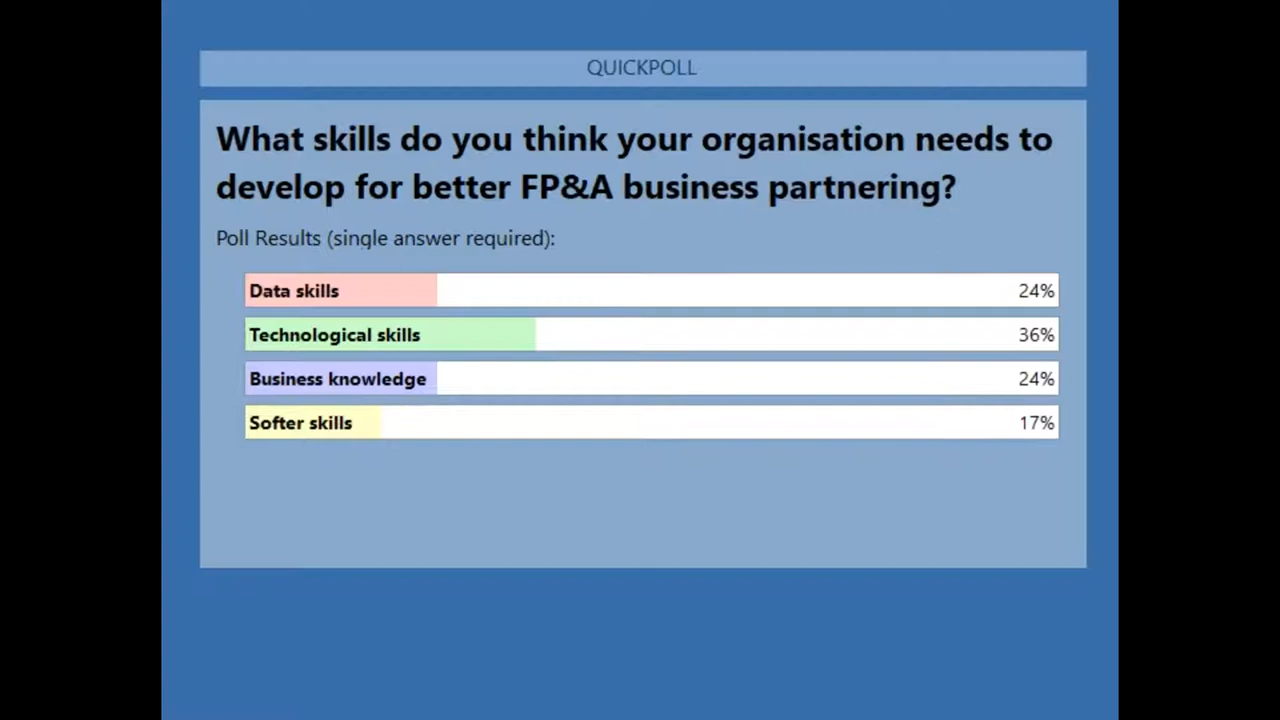 QUICKPOLL
What skills do you think your organisation needs to
develop for better FP&A business partnering?
Poll Results (single answer required):
Data skills 24%
Technological skills 36%
Business knowledge 24%
Softer skills 17%